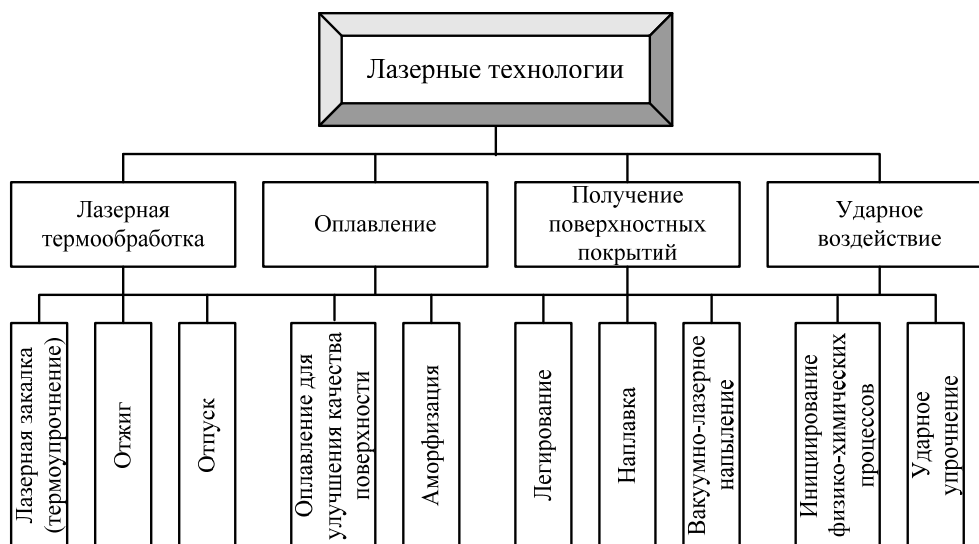 Лазерные технологии
Лазерная
термообработка
Оплавление
Получение
поверхностных
покрытий
Ударное
воздействие
Лазерная закалка
(термоупрочнение)
Отжиг
Отпуск
Оплавление для
улучшения качества
поверхности
Аморфизация
Легирование
Наплавка
Вакуумно-лазерное
напыление
Инициирование
физико-химических
процессов
Ударное
упрочнение